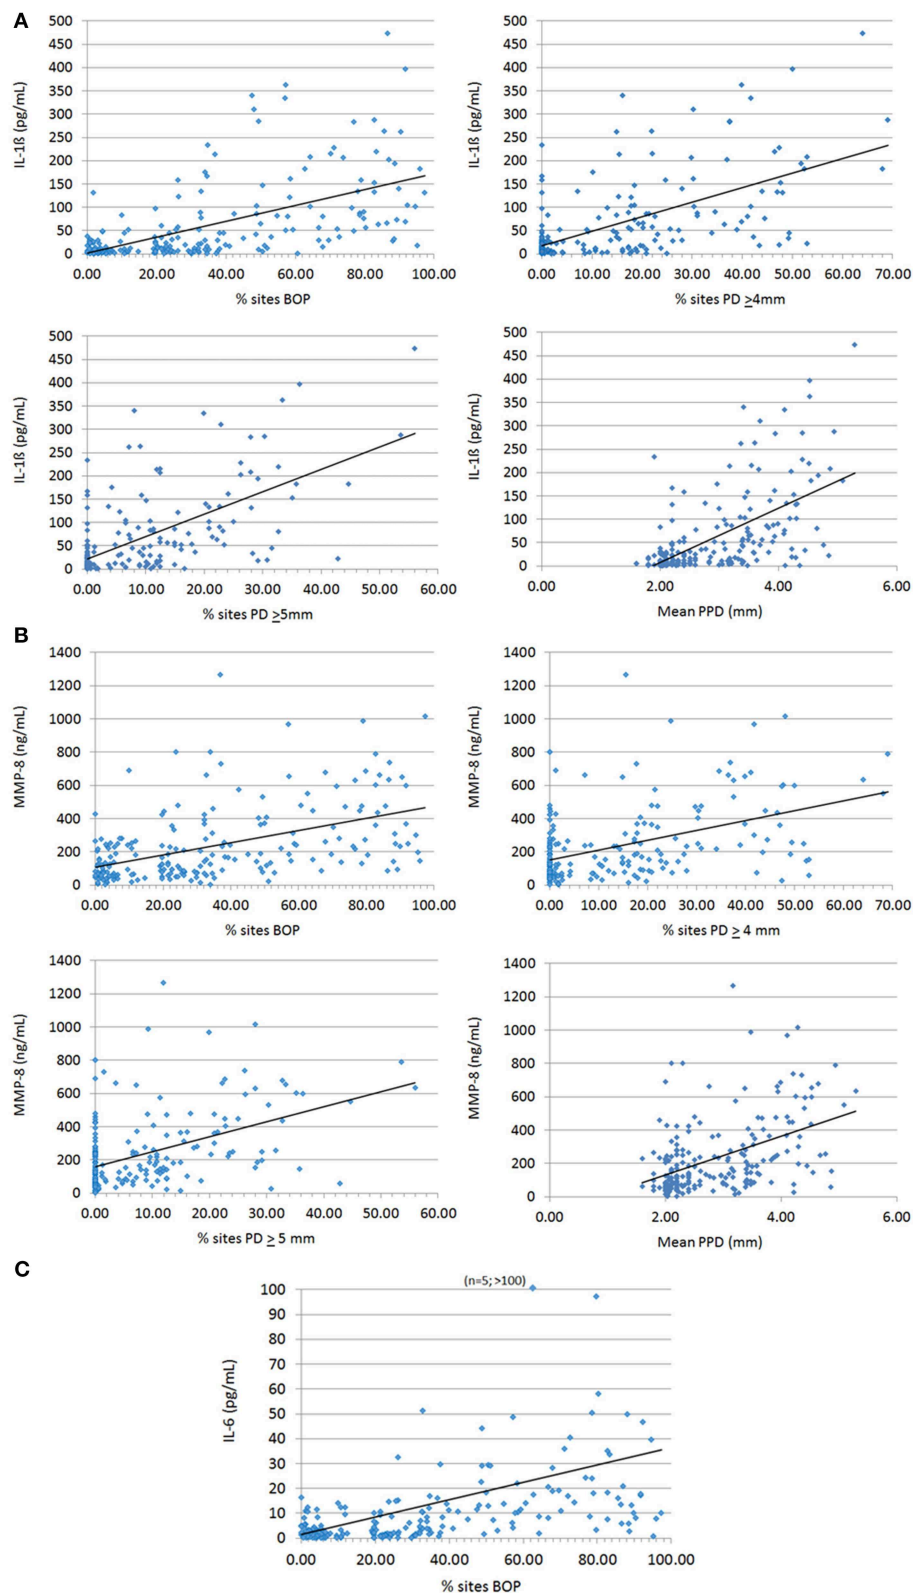 A
500
450
400
350
300
250
200
150
100
50
0
IL-1ß (pg/mL)
0.00 20.00 40.00 60.00 80.00 100.00
% sites BOP
500
450
400
350
300
250
200
150
100
50
0
IL-1ß (pg/mL)
0.00 10.00 20.00 30.00 40.00 50.00 60.00 70.00
% sites PD ≥4mm
500
450
400
350
300
250
200
150
100
50
0
IL-1ß (pg/mL)
0.00 10.00 20.00 30.00 40.00 50.00 60.00
% sites PD ≥5mm
500
450
400
350
300
250
200
150
100
50
0
IL-1ß (pg/mL)
0.00 2.00 4.00 6.00
Mean PPD (mm)
B
1400
1200
1000
800
600
400
200
0
MMP-8 (ng/mL)
0.00 20.00 40.00 60.00 80.00 100.00
% sites BOP
1400
1200
1000
800
600
400
200
0
MMP-8 (ng/mL)
0.00 10.00 20.00 30.00 40.00 50.00 60.00 70.00
% sites PD ≥ 4 mm
1400
1200
1000
800
600
400
200
0
MMP-8 (ng/mL)
0.00 10.00 20.00 30.00 40.00 50.00 60.00
% sites PD ≥ 5 mm
1400
1200
1000
800
600
400
200
0
MMP-8 (ng/mL)
0.00 2.00 4.00 6.00
Mean PPD (mm)
C
(n=5; >100)
100
90
80
70
60
50
40
30
20
10
0
IL-6 (pg/mL)
0.00 20.00 40.00 60.00 80.00 100.00
% sites BOP